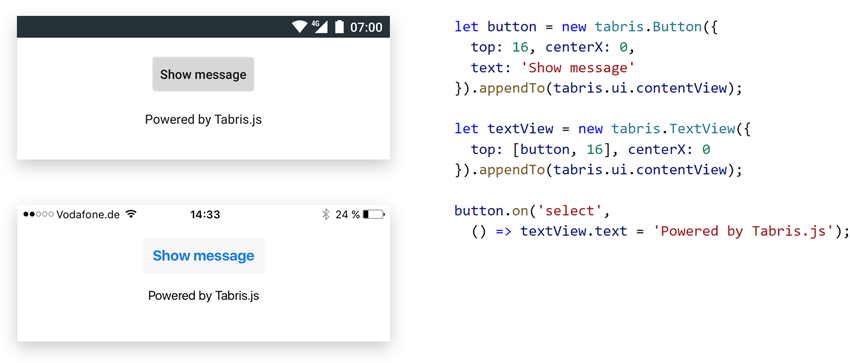 4G 07:00
Show message
Powered by Tabris.js
Vodafone.de 14:33 24 %
Show message
Powered by Tabris.js
let button = new tabris.Button({
  top: 16, centerX: 0,
  text: 'Show message'
}).appendTo(tabris.ui.contentView);

let textView = new tabris.TextView({
  top: [button, 16], centerX: 0
}).appendTo(tabris.ui.contentView);

button.on('select',
  () => textView.text = 'Powered by Tabris.js');